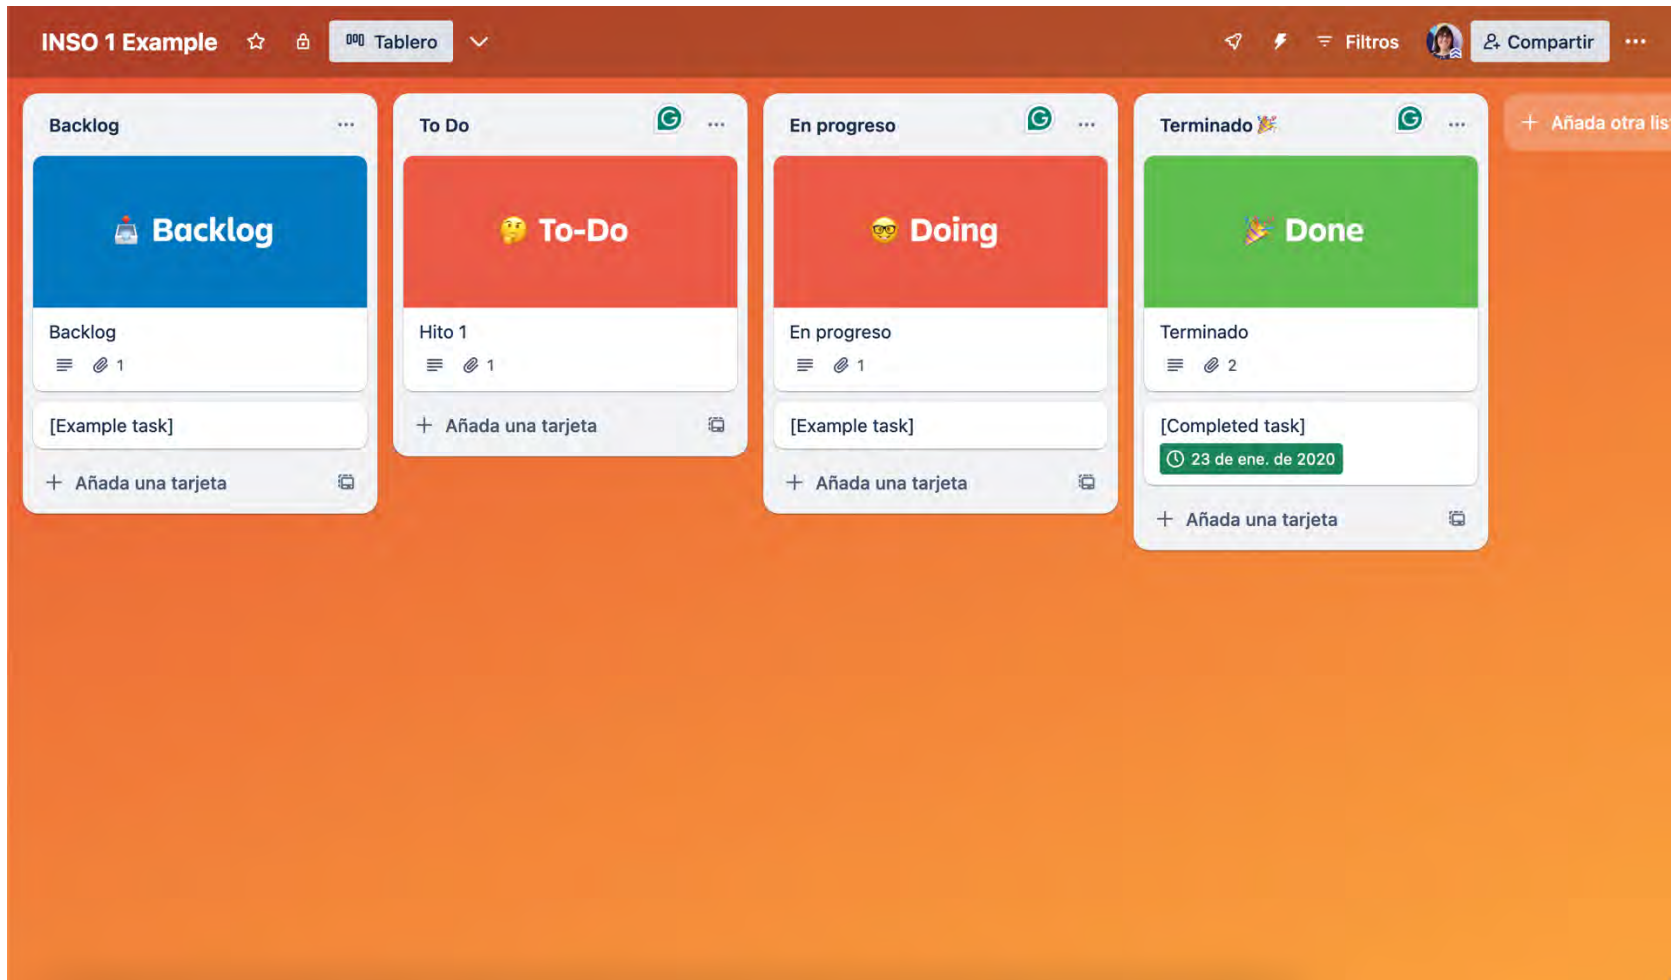 INSO 1 Example
Tablero
Filtros
Compartir
Backlog
Backlog
Backlog
1
[Example task]
+ Añada una tarjeta
To Do
To-Do
Hito 1
1
+ Añada una tarjeta
En progreso
Doing
En progreso
1
[Example task]
+ Añada una tarjeta
Terminado 🎉
Done
Terminado
2
[Completed task]
23 de ene. de 2020
+ Añada una tarjeta
+ Añada otra lis